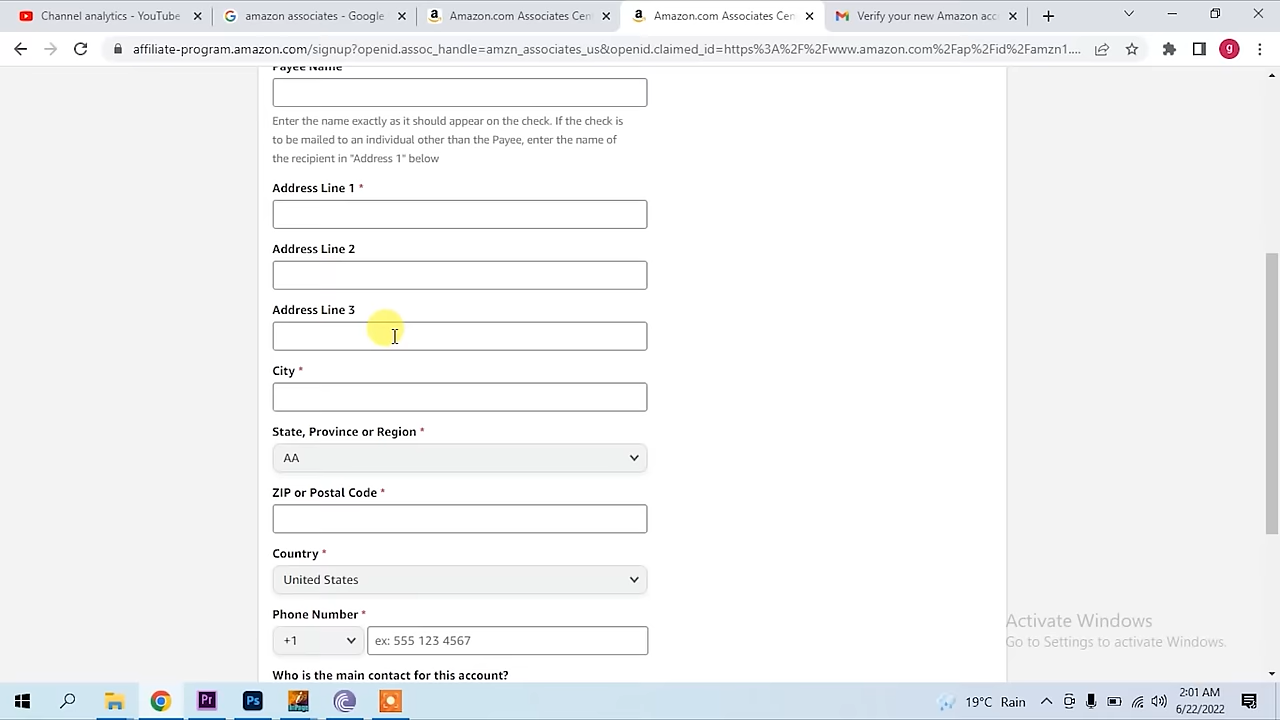 Channel analytics - YouTube
amazon associates - Google
Amazon.com Associates Cen
Amazon.com Associates Cen
Verify your new Amazon acc
affiliate-program.amazon.com/signup?openid.assoc_handle=amzn_associates_us&openid.claimed_id=https%3A%2F%2Fwww.amazon.com%2Fap%2Fid%2Famzn1....
g
Payee Name
Enter the name exactly as it should appear on the check. If the check is
to be mailed to an individual other than the Payee, enter the name of
the recipient in "Address 1" below
Address Line 1 *
Address Line 2
Address Line 3
City *
State, Province or Region *
AA
ZIP or Postal Code *
Country *
United States
Phone Number *
+1
ex: 555 123 4567
Who is the main contact for this account?
Activate Windows
Go to Settings to activate Windows.
Pr
Ps
19°C Rain
2:01 AM
6/22/2022